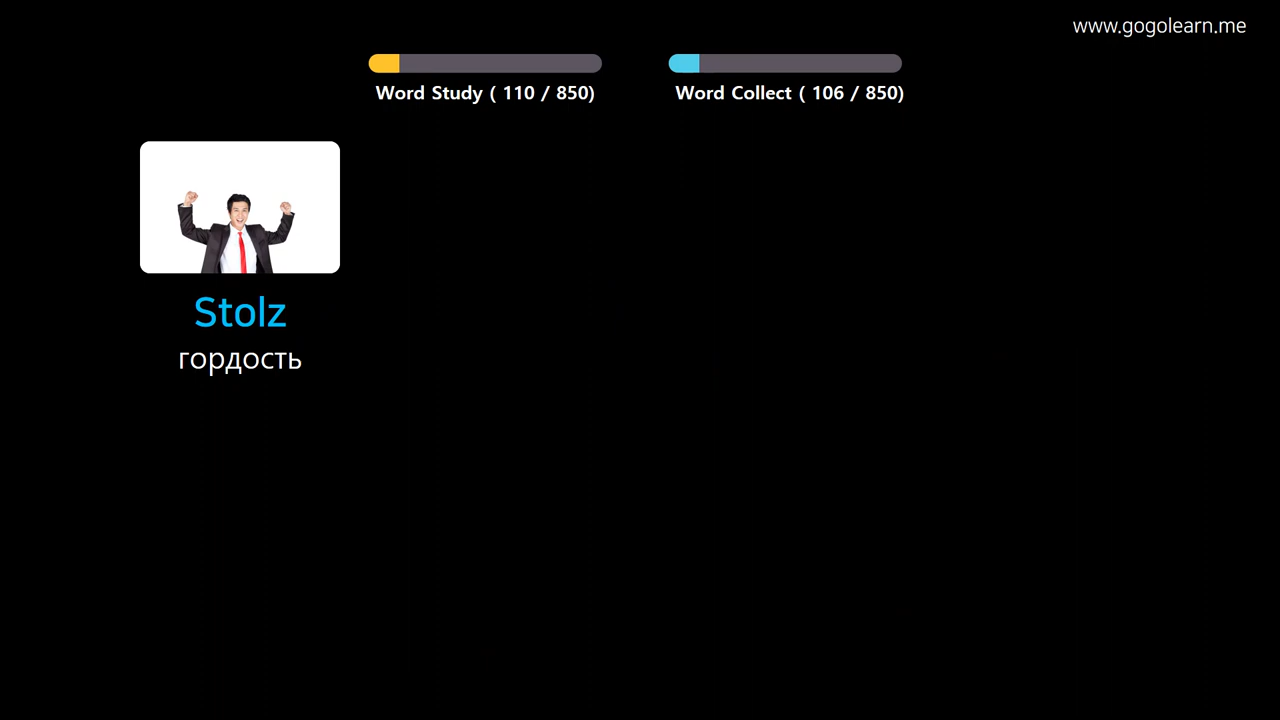 www.gogolearn.me
Word Study ( 110 / 850)
Word Collect ( 106 / 850)
Stolz
гордость